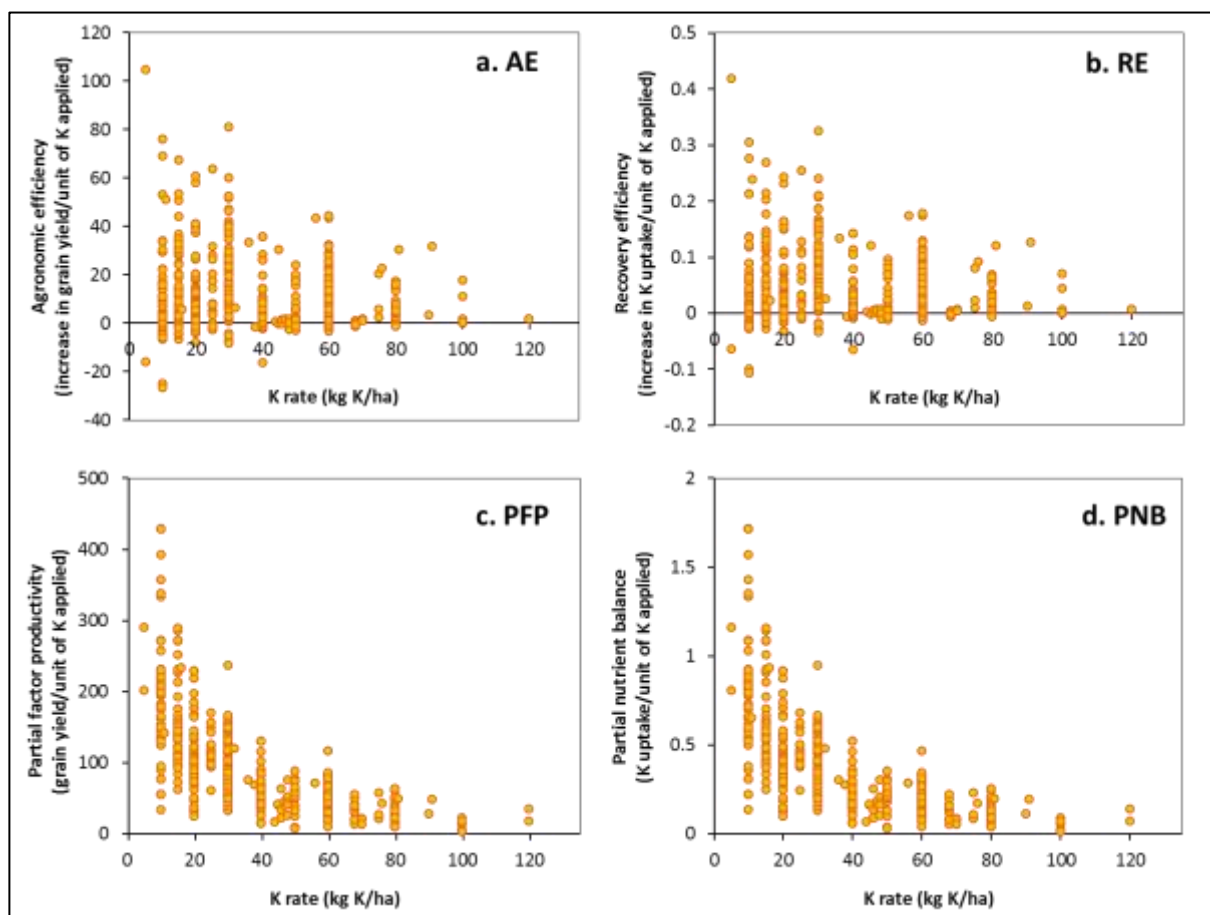 a. AE
120
100
80
60
40
20
0
-20
-40
0 20 40 60 80 100 120
Agronomic efficiency
(increase in grain yield/unit of K applied)
K rate (kg K/ha)
b. RE
0.5
0.4
0.3
0.2
0.1
0
-0.1
-0.2
0 20 40 60 80 100 120
Recovery efficiency
(increase in K uptake/unit of K applied)
K rate (kg K/ha)
c. PFP
500
400
300
200
100
0
0 20 40 60 80 100 120
Partial factor productivity
(grain yield/unit of K applied)
K rate (kg K/ha)
d. PNB
2
1.5
1
0.5
0
0 20 40 60 80 100 120
Partial nutrient balance
(K uptake/unit of K applied)
K rate (kg K/ha)